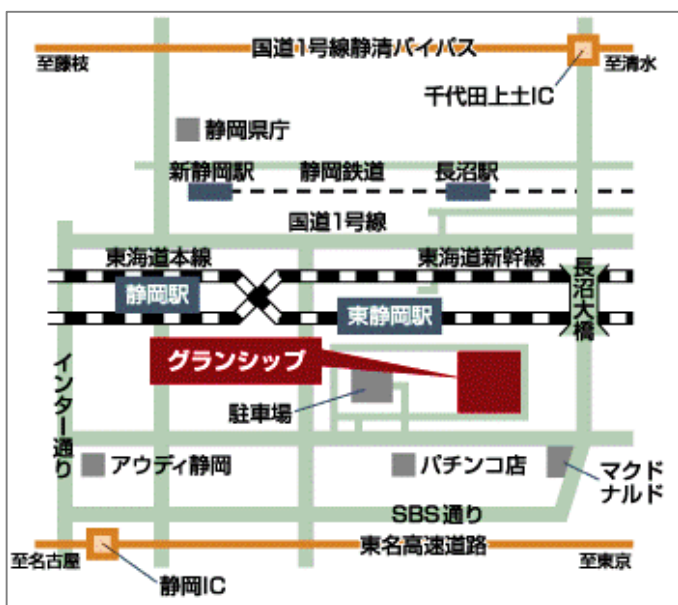 国道1号線静清バイパス
至藤枝
至清水
千代田上土IC
静岡県庁
新静岡駅
静岡鉄道
長沼駅
国道1号線
東海道本線
東海道新幹線
静岡駅
東静岡駅
長沼大橋
グランシップ
インター通り
駐車場
アウディ静岡
パチンコ店
マクド
ナルド
SBS通り
東名高速道路
至名古屋
至東京
静岡IC